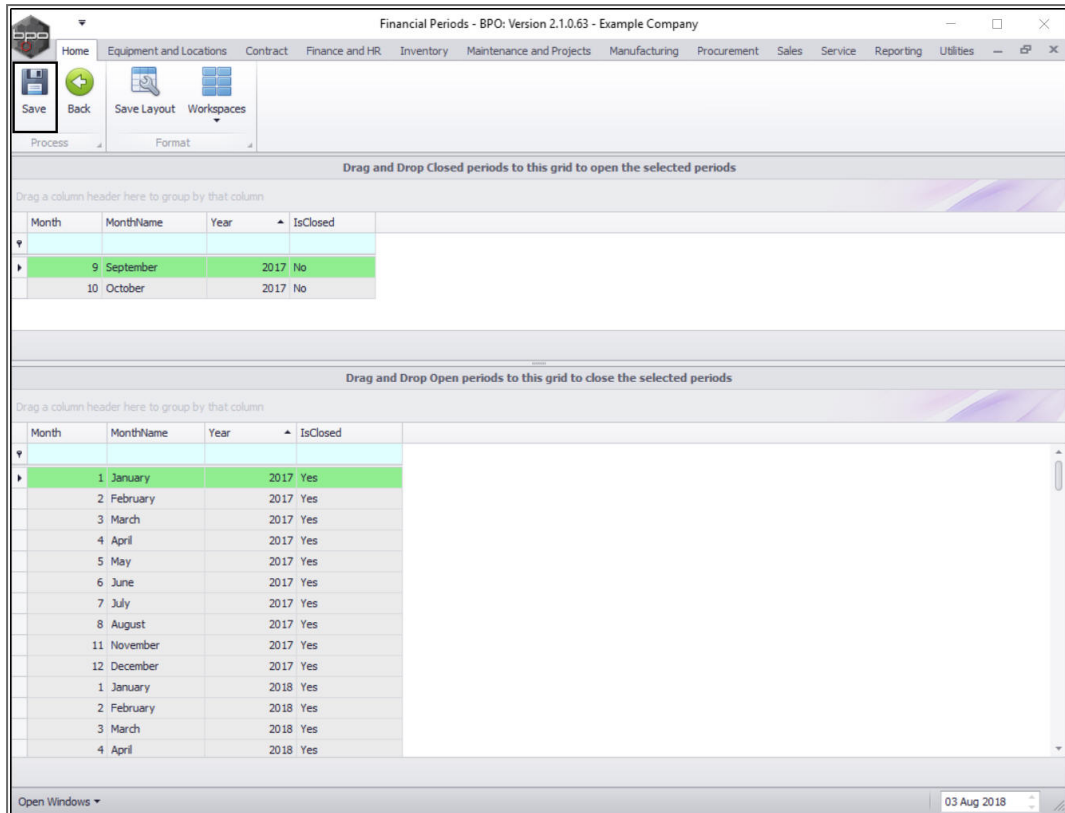 bpo
Financial Periods - BPO: Version 2.1.0.63 - Example Company
Home Equipment and Locations Contract Finance and HR Inventory Maintenance and Projects Manufacturing Procurement Sales Service Reporting Utilities
Save Back Save Layout Workspaces
Process Format
Drag and Drop Closed periods to this grid to open the selected periods
Drag a column header here to group by that column
Month MonthName Year IsClosed
9 September 2017 No
10 October 2017 No
Drag and Drop Open periods to this grid to close the selected periods
Drag a column header here to group by that column
Month MonthName Year IsClosed
1 January 2017 Yes
2 February 2017 Yes
3 March 2017 Yes
4 April 2017 Yes
5 May 2017 Yes
6 June 2017 Yes
7 July 2017 Yes
8 August 2017 Yes
11 November 2017 Yes
12 December 2017 Yes
1 January 2018 Yes
2 February 2018 Yes
3 March 2018 Yes
4 April 2018 Yes
Open Windows 03 Aug 2018